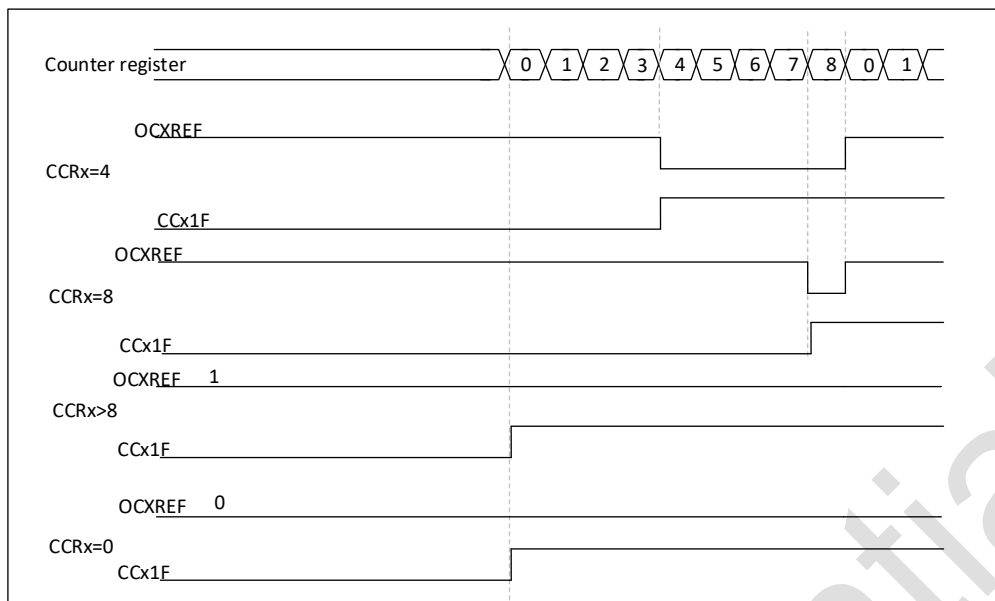 Counter register 0 1 2 3 4 5 6 7 8 0 1
OCXREF
CCRx=4
CCx1F
OCXREF
CCRx=8
CCx1F
OCXREF 1
CCRx>8
CCx1F
OCXREF 0
CCRx=0
CCx1F